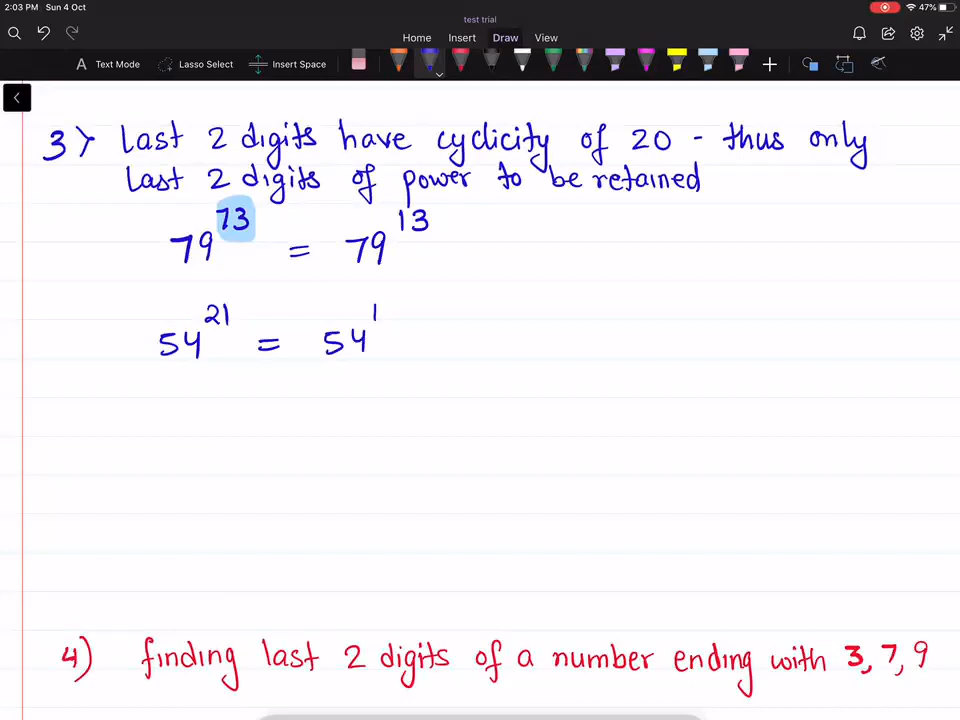 2:03 PM Sun 4 Oct 47%
test trial
Home Insert Draw View
Text Mode Lasso Select Insert Space
3> Last 2 digits have cyclicity of 20 - thus only
last 2 digits of power to be retained
79^73 = 79^13
54^21 = 54^1
4) finding last 2 digits of a number ending with 3, 7, 9